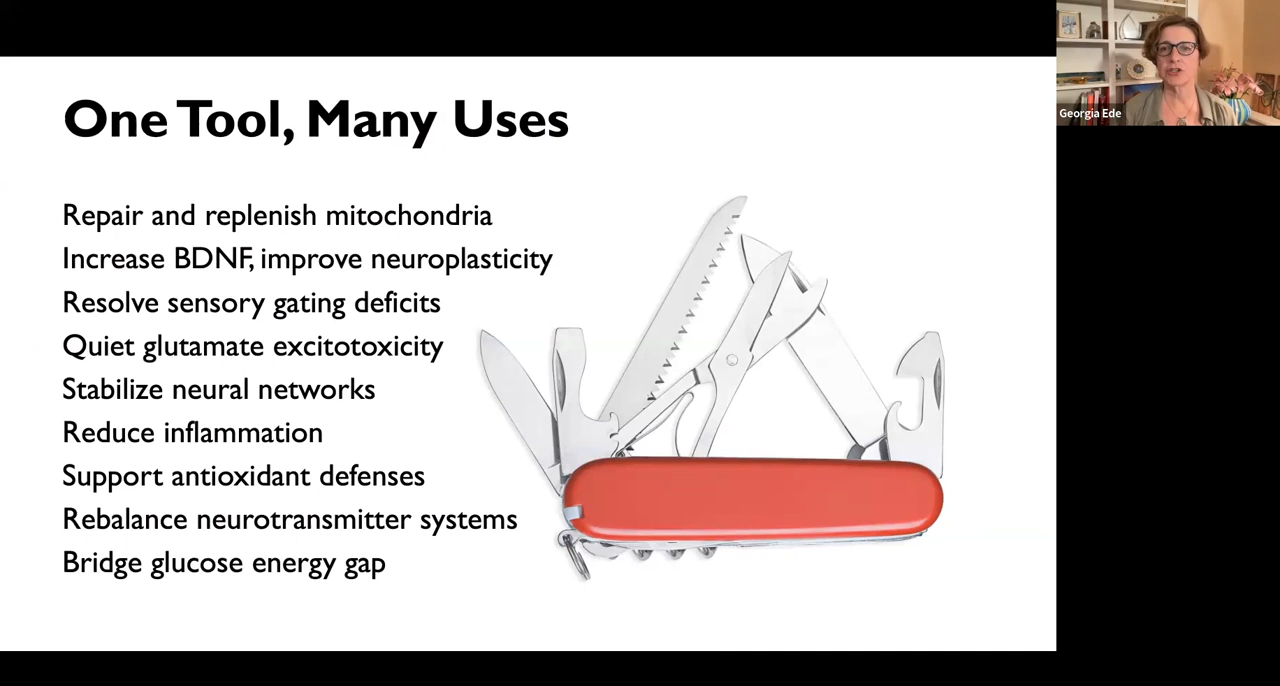 One Tool, Many Uses
Repair and replenish mitochondria
Increase BDNF, improve neuroplasticity
Resolve sensory gating deficits
Quiet glutamate excitotoxicity
Stabilize neural networks
Reduce inflammation
Support antioxidant defenses
Rebalance neurotransmitter systems
Bridge glucose energy gap
Georgia Ede